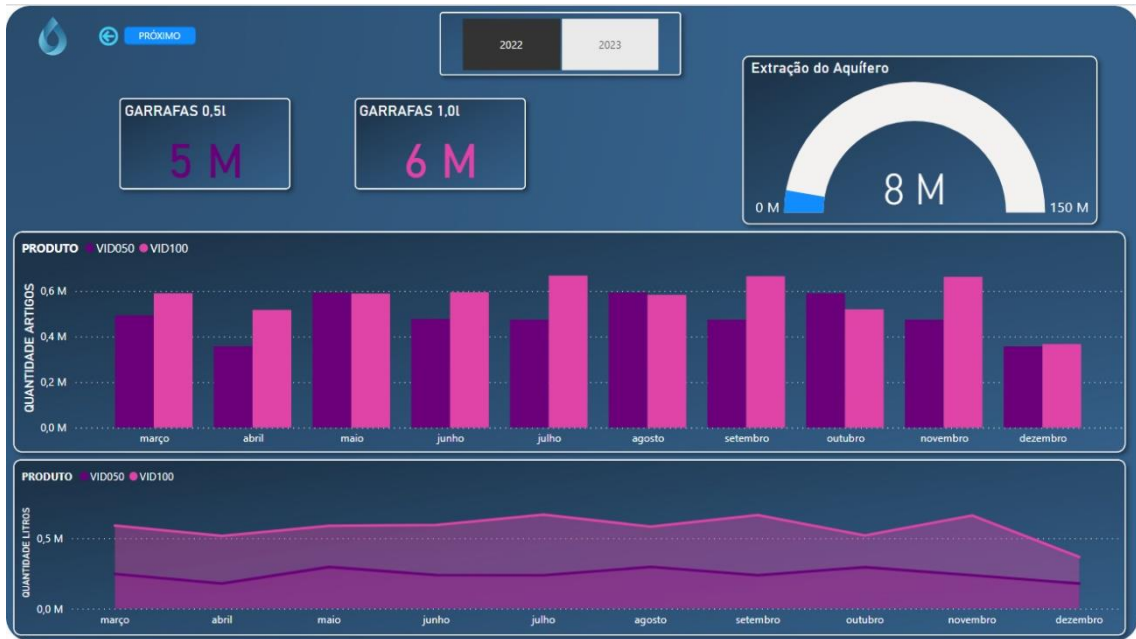 PRÓXIMO
2022 2023
Extração do Aquífero
GARRAFAS 0,5l
GARRAFAS 1,0l
5 M
6 M
8 M
0 M
150 M
PRODUTO VID050 VID100
QUANTIDADE ARTIGOS
0,6 M
0,4 M
0,2 M
0,0 M
março abril maio junho julho agosto setembro outubro novembro dezembro
PRODUTO VID050 VID100
QUANTIDADE LITROS
0,5 M
0,0 M
março abril maio junho julho agosto setembro outubro novembro dezembro